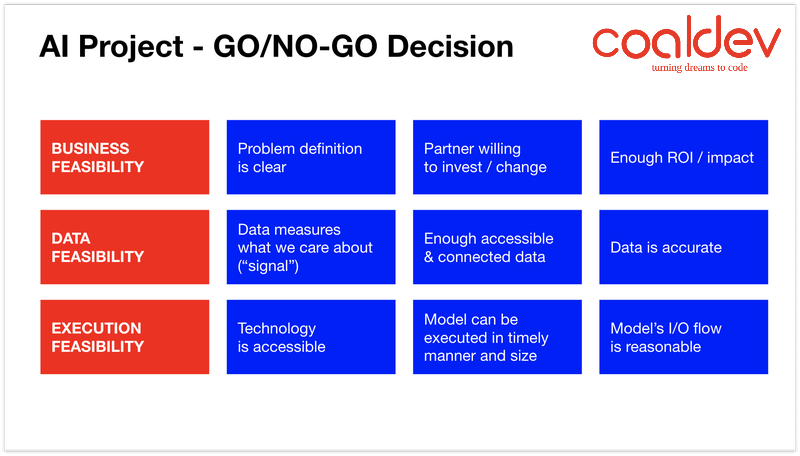 AI Project - GO/NO-GO Decision
coaldev
turning dreams to code
BUSINESS
FEASIBILITY
Problem definition
is clear
Partner willing
to invest / change
Enough ROI / impact
DATA
FEASIBILITY
Data measures
what we care about
(“signal”)
Enough accessible
& connected data
Data is accurate
EXECUTION
FEASIBILITY
Technology
is accessible
Model can be
executed in timely
manner and size
Model’s I/O flow
is reasonable